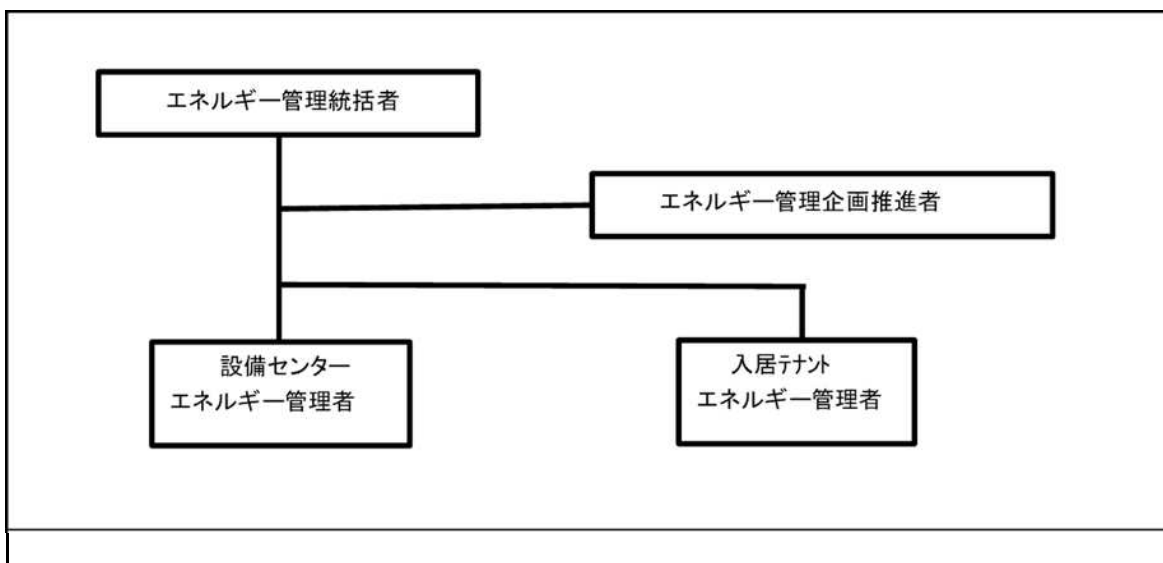 エネルギー管理統括者
エネルギー管理企画推進者
設備センター
エネルギー管理者
入居テナント
エネルギー管理者